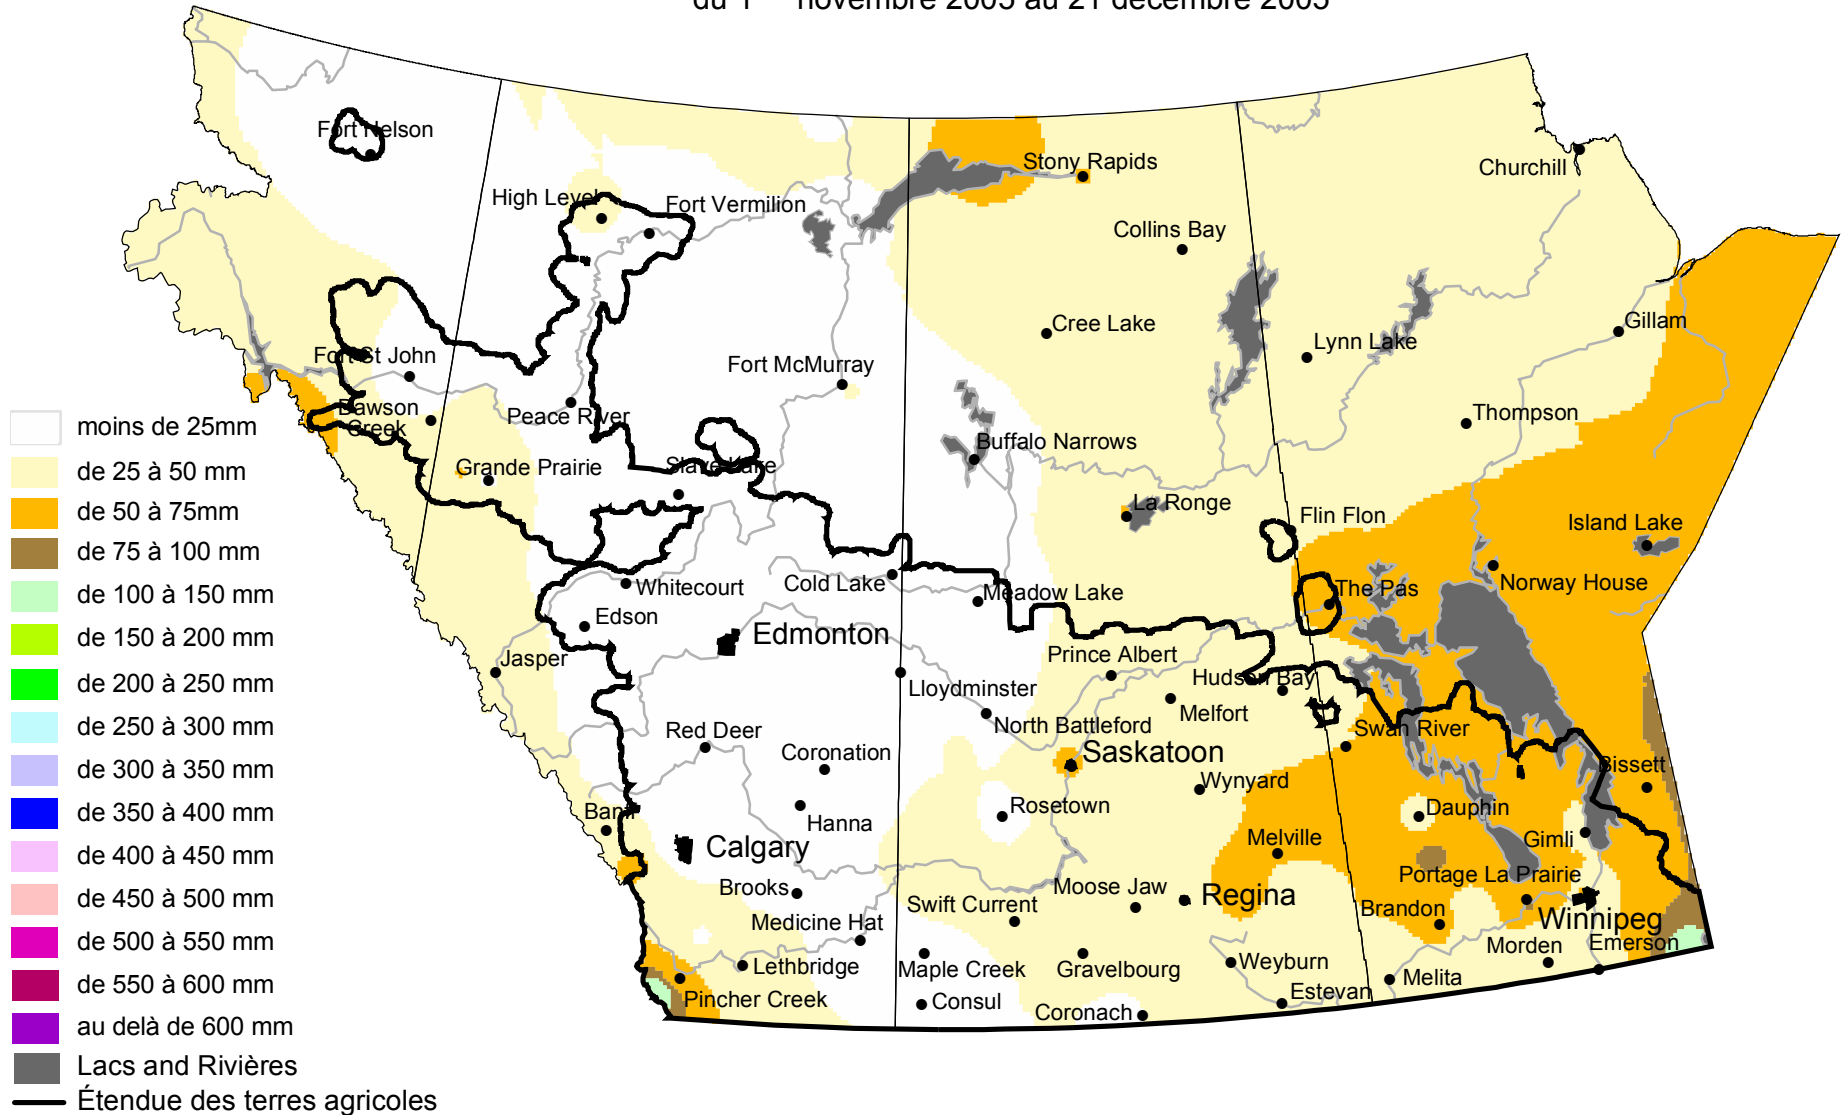 du 1 novembre 2005 au 21 décembre 2005
Fort Nelson
Stony Rapids
Churchill
High Level
Fort Vermilion
Collins Bay
Cree Lake
Gillam
Lynn Lake
Fort St John
Fort McMurray
Dawson
Creek
Peace River
Thompson
Buffalo Narrows
Grande Prairie
Slave Lake
La Ronge
Flin Flon
Island Lake
Cold Lake
Whitecourt
Meadow Lake
The Pas
Norway House
Edson
Edmonton
Jasper
Prince Albert
Hudson Bay
Lloydminster
Melfort
North Battleford
Red Deer
Swan River
Coronation
Saskatoon
Bissett
Wynyard
Banff
Hanna
Rosetown
Dauphin
Melville
Gimli
Calgary
Portage La Prairie
Brooks
Moose Jaw
Regina
Swift Current
Brandon
Medicine Hat
Winnipeg
Morden
Emerson
Lethbridge
Maple Creek
Gravelbourg
Weyburn
Melita
Pincher Creek
Consul
Coronach
Estevan
moins de 25mm
de 25 à 50 mm
de 50 à 75mm
de 75 à 100 mm
de 100 à 150 mm
de 150 à 200 mm
de 200 à 250 mm
de 250 à 300 mm
de 300 à 350 mm
de 350 à 400 mm
de 400 à 450 mm
de 450 à 500 mm
de 500 à 550 mm
de 550 à 600 mm
au delà de 600 mm
Lacs and Rivières
Étendue des terres agricoles